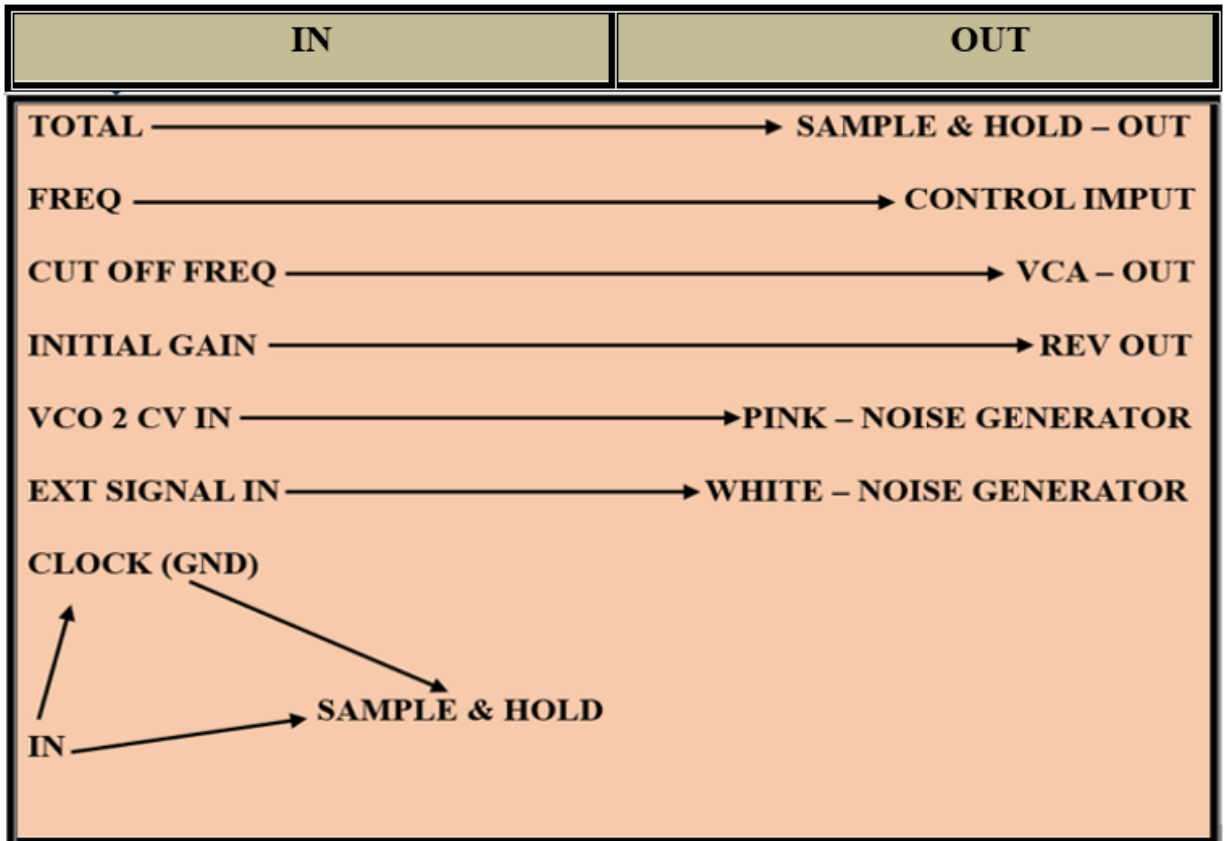 IN OUT
TOTAL SAMPLE & HOLD – OUT
FREQ CONTROL IMPUT
CUT OFF FREQ VCA – OUT
INITIAL GAIN REV OUT
VCO 2 CV IN PINK – NOISE GENERATOR
EXT SIGNAL IN WHITE – NOISE GENERATOR
CLOCK (GND)
SAMPLE & HOLD
IN